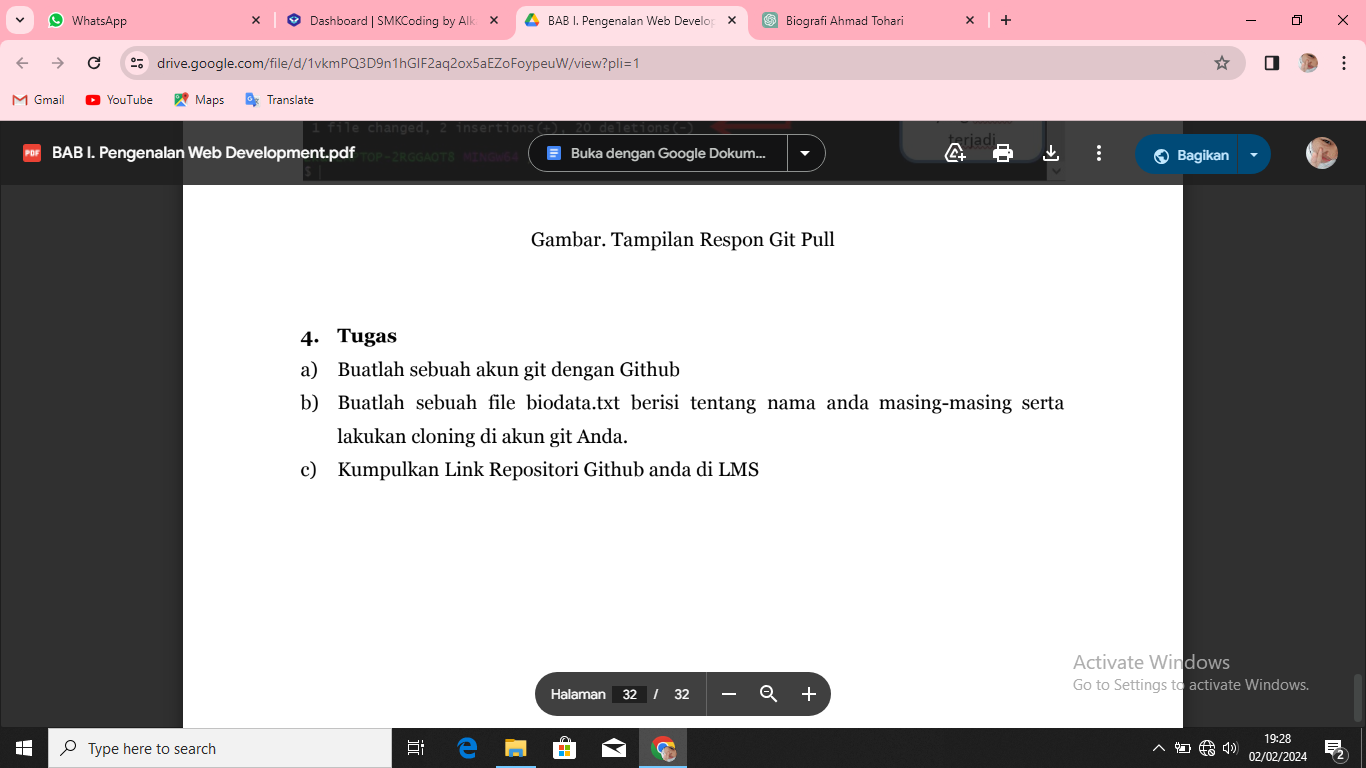 WhatsApp
Dashboard | SMKCoding by Alk
BAB I. Pengenalan Web Develop
Biografi Ahmad Tohari
drive.google.com/file/d/1vkmPQ3D9n1hGIF2aq2ox5aEZoFoypeuW/view?pli=1
Gmail
YouTube
Maps
Translate
1 file changed, 2 insertions(+), 20 deletions(-)
terjadi
PDF
BAB I. Pengenalan Web Development.pdf
TOP-2RGGAOT8 MINGW64
$
Buka dengan Google Dokum...
Bagikan
Gambar. Tampilan Respon Git Pull
4. Tugas
a) Buatlah sebuah akun git dengan Github
b) Buatlah sebuah file biodata.txt berisi tentang nama anda masing-masing serta
lakukan cloning di akun git Anda.
c) Kumpulkan Link Repositori Github anda di LMS
Activate Windows
Go to Settings to activate Windows.
Halaman 32 / 32
Type here to search
19:28
02/02/2024
2